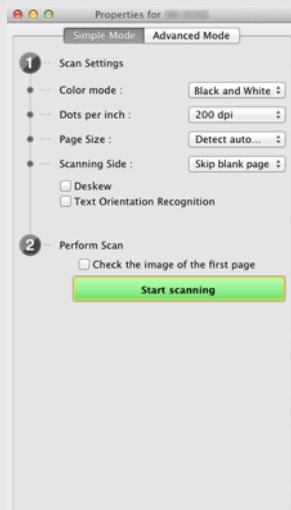 Properties for
Simple Mode Advanced Mode
1 Scan Settings
Color mode : Black and White
Dots per inch : 200 dpi
Page Size : Detect auto...
Scanning Side : Skip blank page
Deskew
Text Orientation Recognition
2 Perform Scan
Check the image of the first page
Start scanning